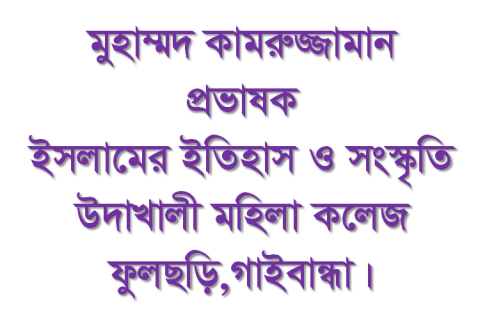 মুহাম্মদ কামরুজ্জামান
প্রভাষক
ইসলামের ইতিহাস ও সংস্কৃতি
উদাখালী মহিলা কলেজ
ফুলছড়ি,গাইবান্ধা।